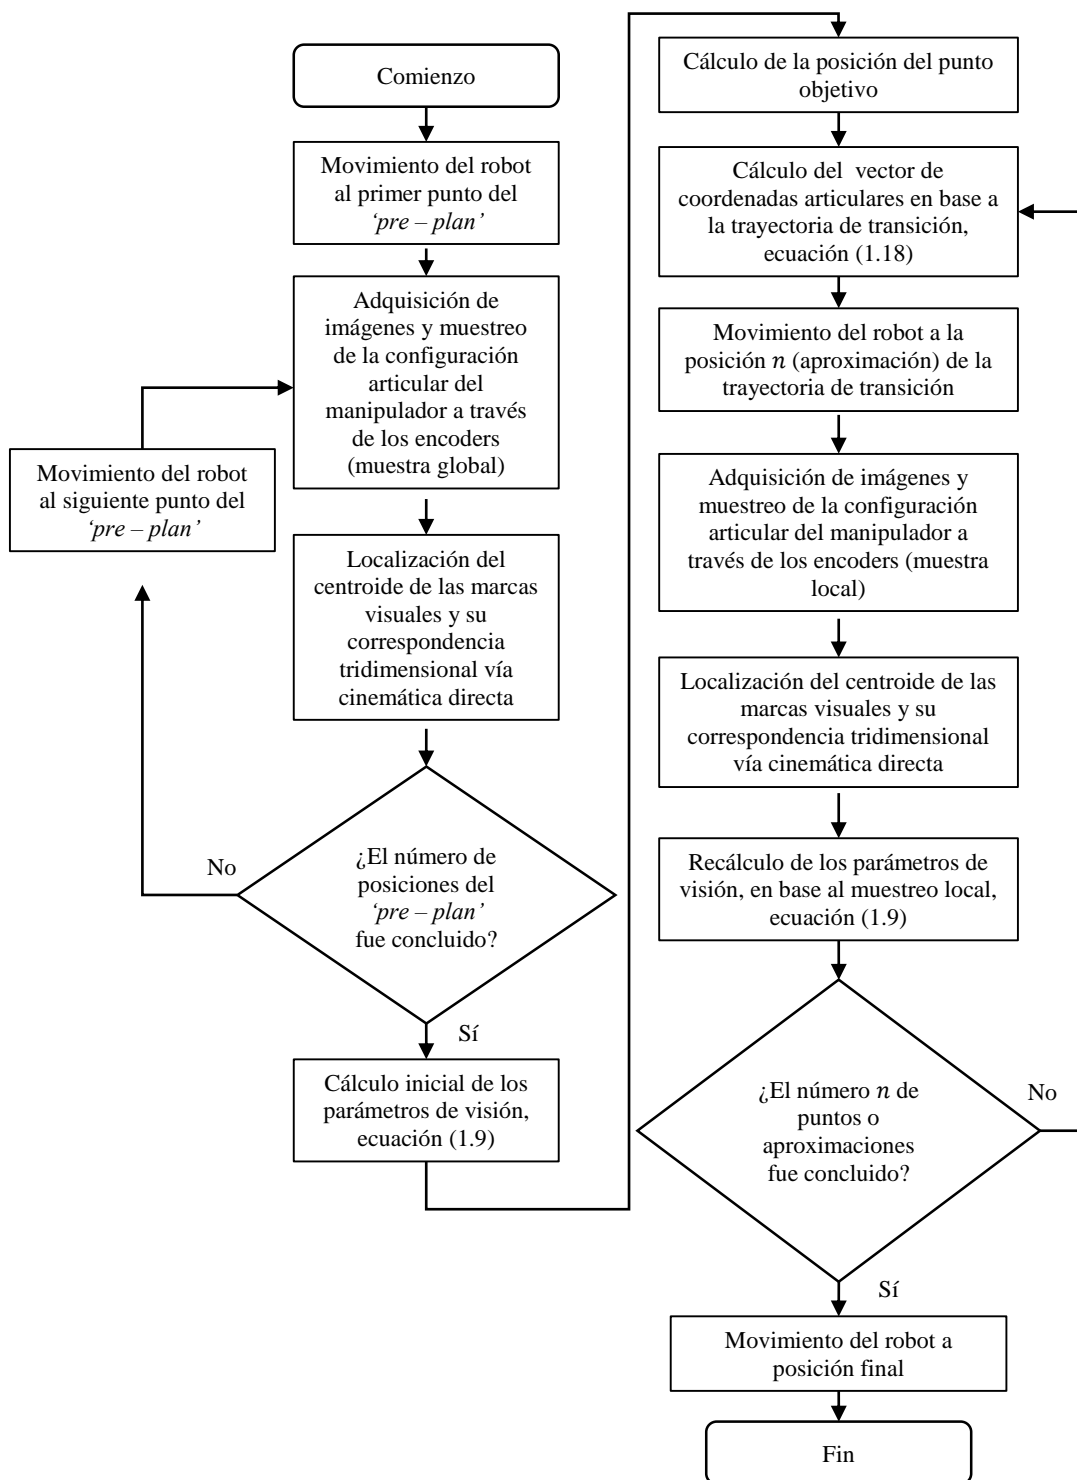 Comienzo
Movimiento del robot
al primer punto del
‘pre – plan’
Adquisición de
imágenes y muestreo
de la configuración
articular del
manipulador a través
de los encoders
(muestra global)
Movimiento del robot
al siguiente punto del
‘pre – plan’
Localización del
centroide de las marcas
visuales y su
correspondencia
tridimensional vía
cinemática directa
No
¿El número de
posiciones del
‘pre – plan’
fue concluido?
Sí
Cálculo inicial de los
parámetros de visión,
ecuación (1.9)
Cálculo de la posición del punto
objetivo
Cálculo del vector de
coordenadas articulares en base a
la trayectoria de transición,
ecuación (1.18)
Movimiento del robot a la
posición n (aproximación) de la
trayectoria de transición
Adquisición de imágenes y
muestreo de la configuración
articular del manipulador a
través de los encoders (muestra
local)
Localización del centroide de las
marcas visuales y su
correspondencia tridimensional
vía cinemática directa
Recálculo de los parámetros de
visión, en base al muestreo local,
ecuación (1.9)
¿El número n de
puntos o
aproximaciones
fue concluido?
No
Sí
Movimiento del robot a
posición final
Fin